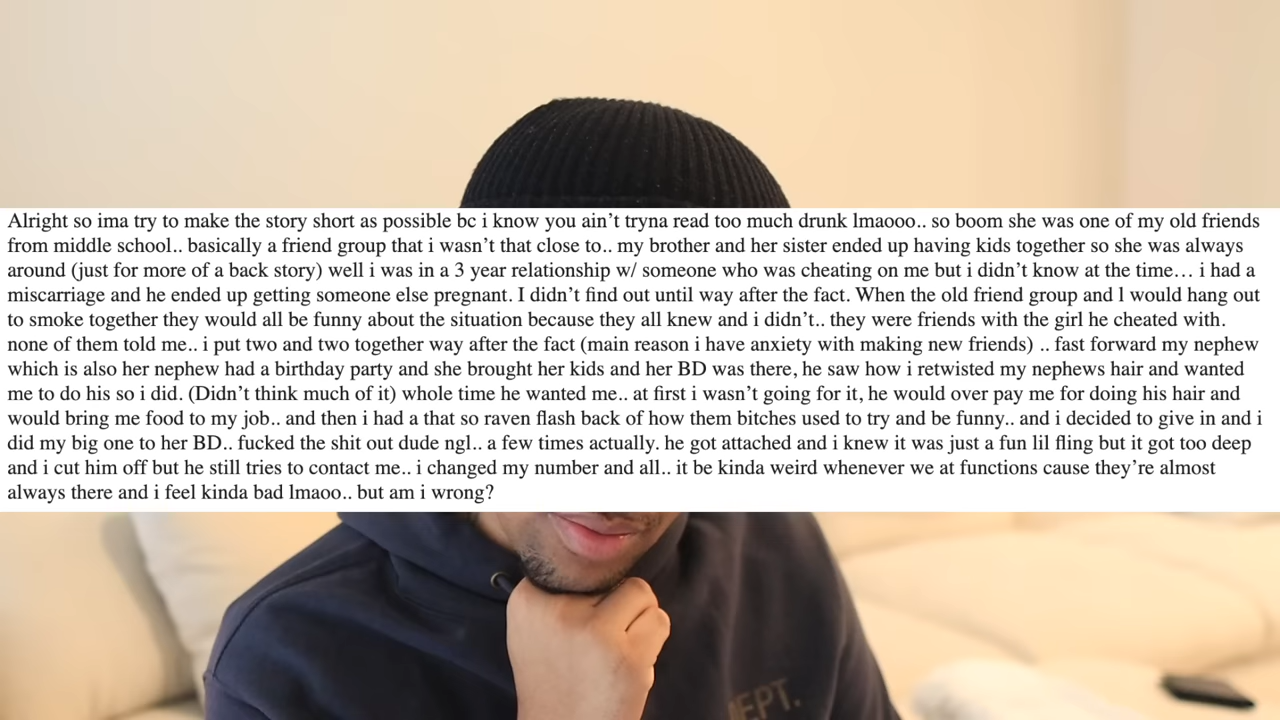 Alright so ima try to make the story short as possible bc i know you ain’t tryna read too much drunk lmaooo.. so boom she was one of my old friends
from middle school.. basically a friend group that i wasn’t that close to.. my brother and her sister ended up having kids together so she was always
around (just for more of a back story) well i was in a 3 year relationship w/ someone who was cheating on me but i didn’t know at the time… i had a
miscarriage and he ended up getting someone else pregnant. I didn’t find out until way after the fact. When the old friend group and l would hang out
to smoke together they would all be funny about the situation because they all knew and i didn’t.. they were friends with the girl he cheated with.
none of them told me.. i put two and two together way after the fact (main reason i have anxiety with making new friends) .. fast forward my nephew
which is also her nephew had a birthday party and she brought her kids and her BD was there, he saw how i retwisted my nephews hair and wanted
me to do his so i did. (Didn’t think much of it) whole time he wanted me.. at first i wasn’t going for it, he would over pay me for doing his hair and
would bring me food to my job.. and then i had a that so raven flash back of how them bitches used to try and be funny.. and i decided to give in and i
did my big one to her BD.. fucked the shit out dude ngl.. a few times actually. he got attached and i knew it was just a fun lil fling but it got too deep
and i cut him off but he still tries to contact me.. i changed my number and all.. it be kinda weird whenever we at functions cause they’re almost
always there and i feel kinda bad lmaoo.. but am i wrong?
DEPT.